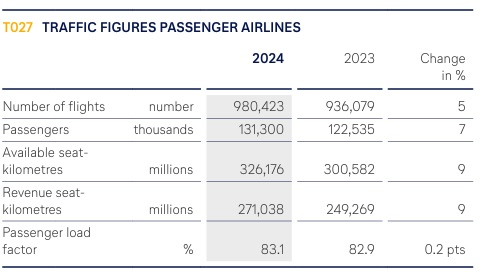 T027 TRAFFIC FIGURES PASSENGER AIRLINES
2024 2023 Change
in %
Number of flights number 980,423 936,079 5
Passengers thousands 131,300 122,535 7
Available seat-
kilometres millions 326,176 300,582 9
Revenue seat-
kilometres millions 271,038 249,269 9
Passenger load
factor % 83.1 82.9 0.2 pts